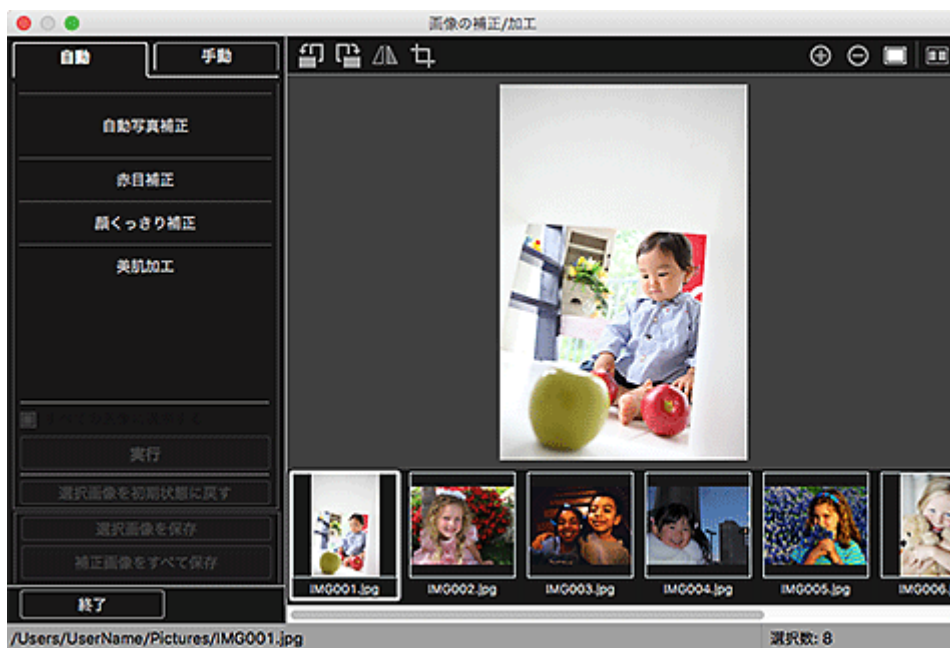 画像の補正/加工
自動
手動
自動写真補正
赤目補正
顔くっきり補正
美肌加工
実行
選択画像を初期状態に戻す
選択画像を保存
補正画像をすべて保存
終了
IMG001.jpg
IMG002.jpg
IMG003.jpg
IMG004.jpg
IMG005.jpg
IMG006.
/Users/UserName/Pictures/IMG001.jpg
選択数: 8